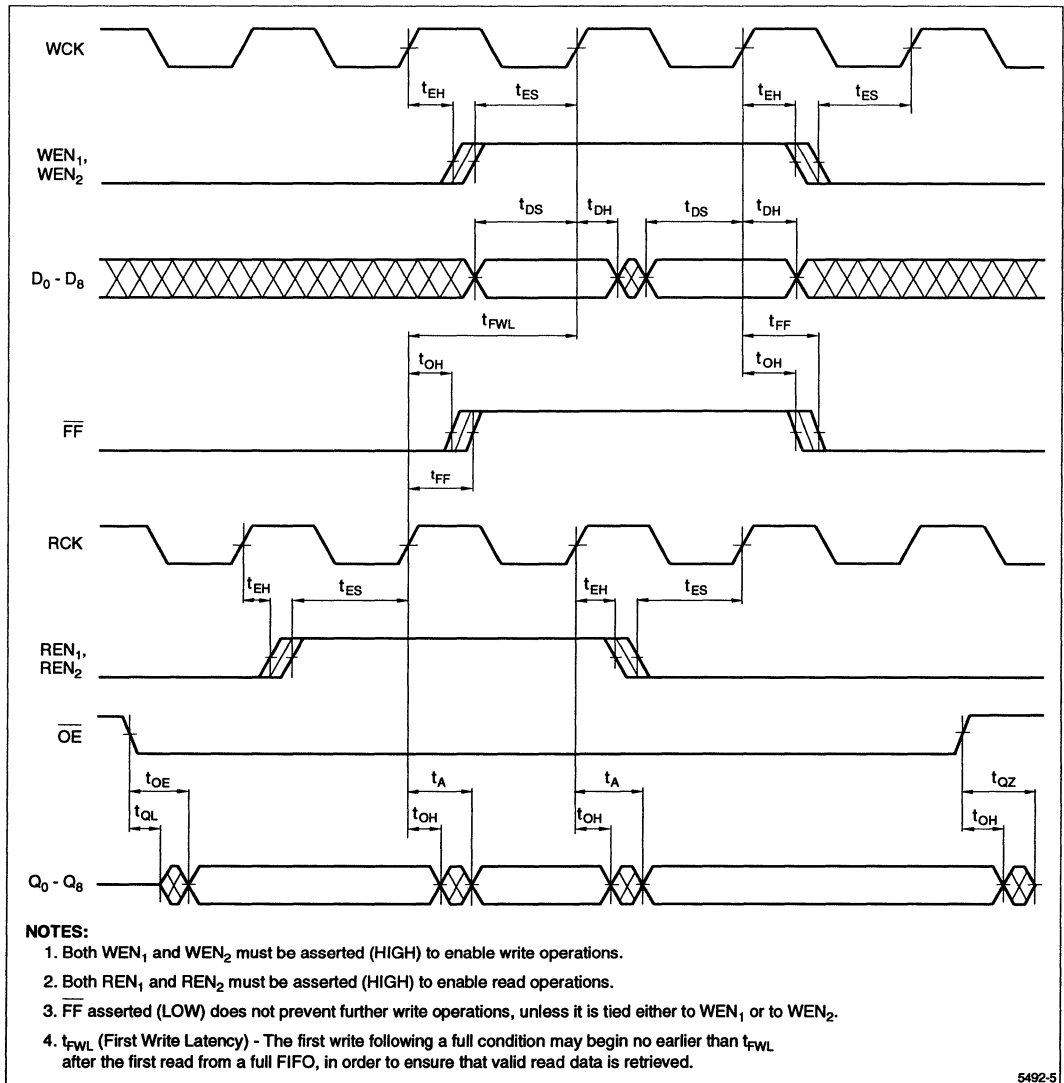 WCK
tEH
tES
tEH
tES
WEN1,
WEN2
tDS
tDH
tDS
tDH
D0 - D8
tFWL
tFF
tOH
tOH
FF
tFF
RCK
tEH
tES
tEH
tES
REN1,
REN2
OE
tOE
tA
tA
tQZ
tQL
tOH
tOH
tOH
Q0 - Q8
NOTES:
1. Both WEN1 and WEN2 must be asserted (HIGH) to enable write operations.
2. Both REN1 and REN2 must be asserted (HIGH) to enable read operations.
3. FF asserted (LOW) does not prevent further write operations, unless it is tied either to WEN1 or to WEN2.
4. tFWL (First Write Latency) - The first write following a full condition may begin no earlier than tFWL
after the first read from a full FIFO, in order to ensure that valid read data is retrieved.
5492-5